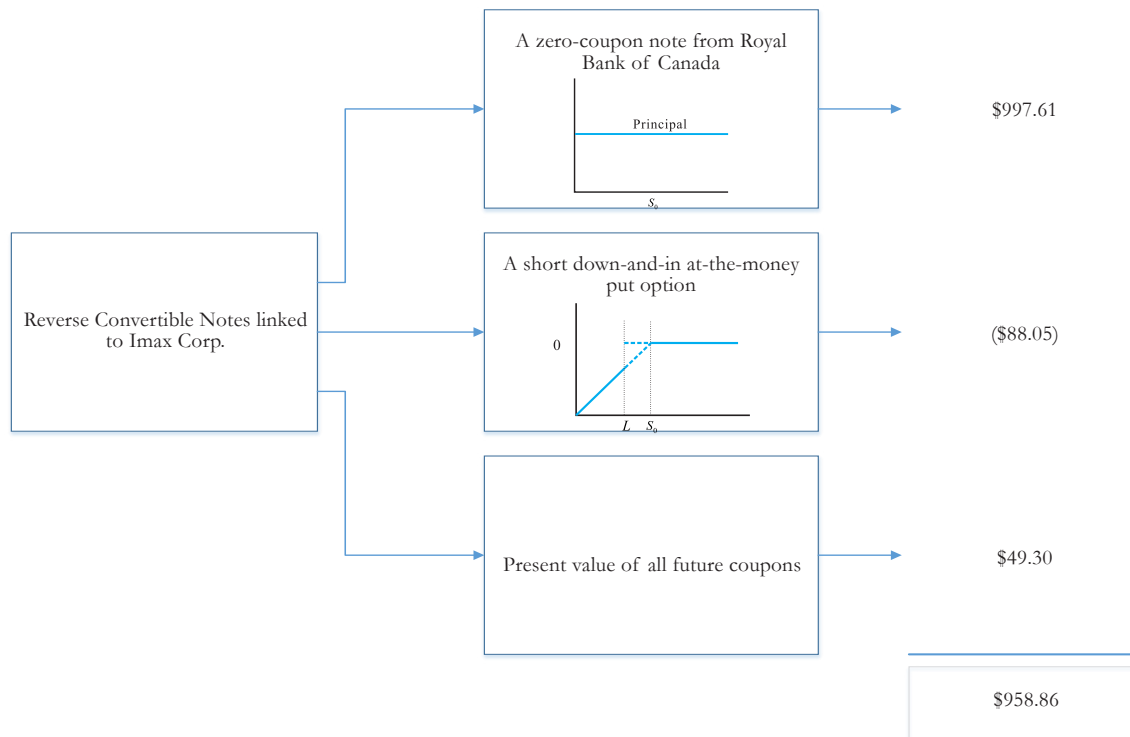 A zero-coupon note from Royal
Bank of Canada
Principal
S₀
$997.61
Reverse Convertible Notes linked
to Imax Corp.
A short down-and-in at-the-money
put option
0
L S₀
($88.05)
Present value of all future coupons
$49.30
$958.86